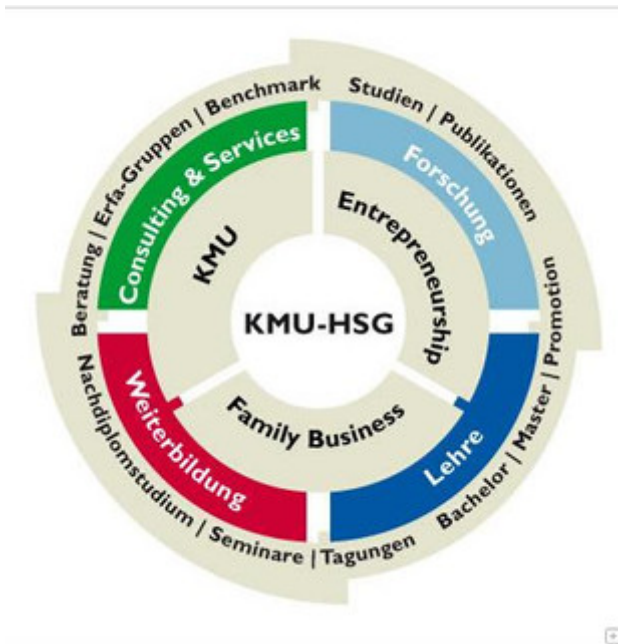 Beratung | Erfa-Gruppen | Benchmark
Studien | Publikationen
Consulting & Services
Forschung
KMU
Entrepreneurship
KMU-HSG
Family Business
Weiterbildung
Lehre
Nachdiplomstudium | Seminare | Tagungen
Bachelor | Master | Promotion